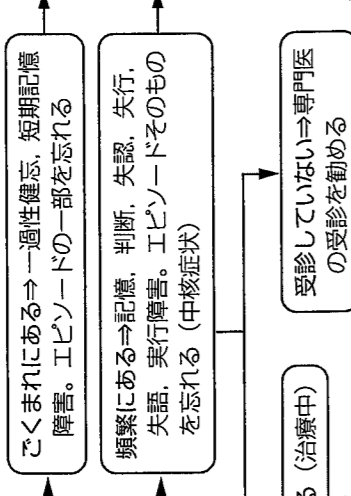 ごくまれにある⇒一過性健忘，短期記憶
障害。エピソードの一部を忘れる
頻繁にある⇒記憶，判断，失認，失行，
失語，実行障害。エピソードそのもの
を忘れる（中核症状）
受診していない⇒専門医
の受診を勧める
る（治療中）